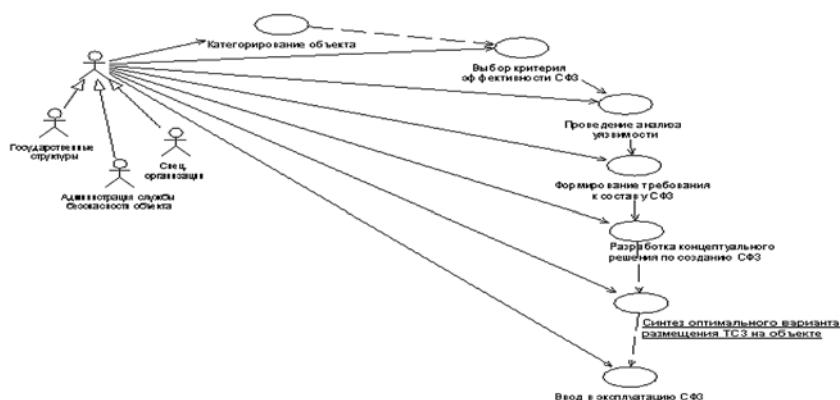 Категорирование объекта
Выбор критерия
эффективности СФЗ
Проведение анализа
уязвимости
Государственные
структуры
Спец.
организация
Администрация службы
безопасности объекта
Формирование требования
к составу СФЗ
Разработка концептуального
решения по созданию СФЗ
Синтез оптимального варианта
размещения ТСЗ на объекте
Ввод в эксплуатацию СФЗ